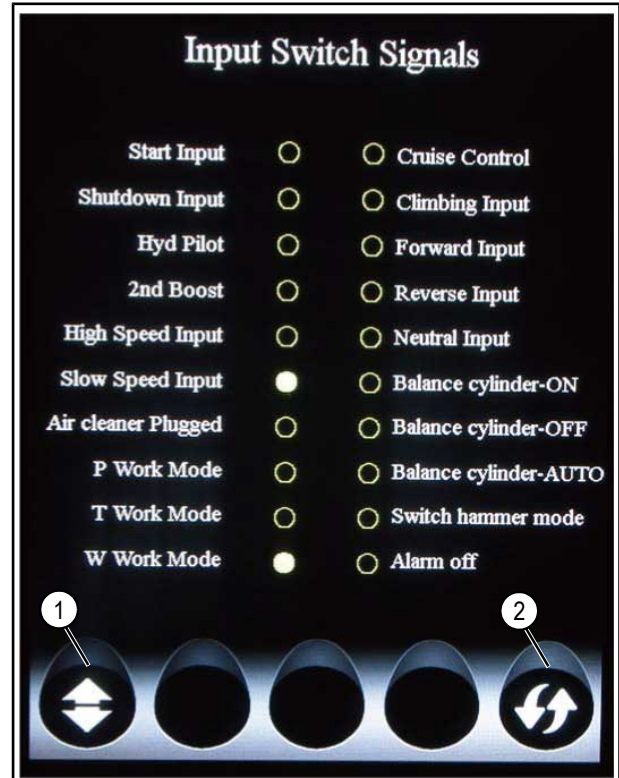 Input Switch Signals
Start Input
Cruise Control
Shutdown Input
Climbing Input
Hyd Pilot
Forward Input
2nd Boost
Reverse Input
High Speed Input
Neutral Input
Slow Speed Input
Balance cylinder-ON
Air cleaner Plugged
Balance cylinder-OFF
P Work Mode
Balance cylinder-AUTO
T Work Mode
Switch hammer mode
W Work Mode
Alarm off
1
2